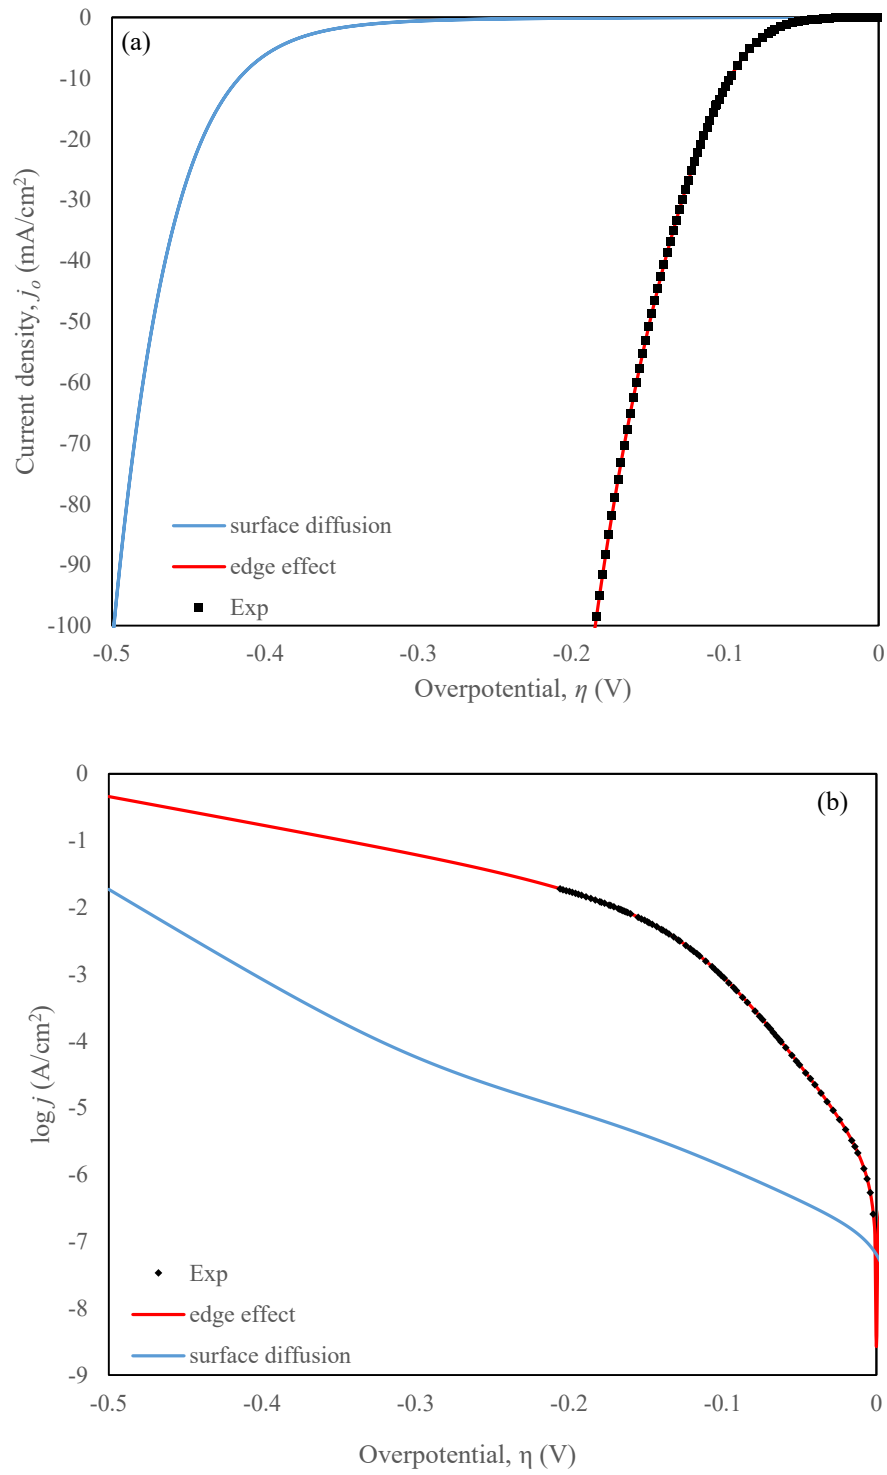 (a)
0
-10
-20
-30
-40
-50
-60
-70
-80
-90
-100
Current density, jo (mA/cm2)
surface diffusion
edge effect
Exp
-0.5
-0.4
-0.3
-0.2
-0.1
0
Overpotential, η (V)
(b)
0
-1
-2
-3
-4
-5
-6
-7
-8
-9
log j (A/cm2)
Exp
edge effect
surface diffusion
-0.5
-0.4
-0.3
-0.2
-0.1
0
Overpotential, η (V)